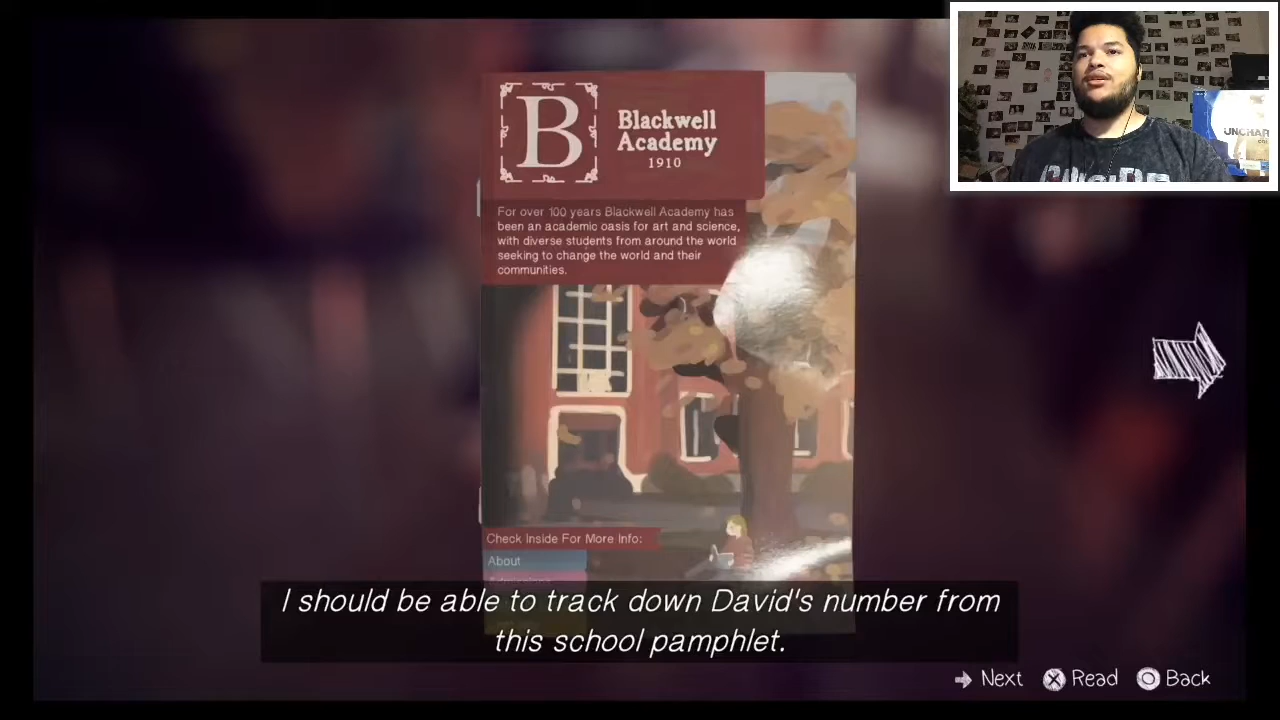 B
Blackwell
Academy
1910
For over 100 years Blackwell Academy has
been an academic oasis for art and science,
with diverse students from around the world
seeking to change the world and their
communities.
Check Inside For More Info:
About
I should be able to track down David's number from
this school pamphlet.
Next
Read
Back
UNCHAR